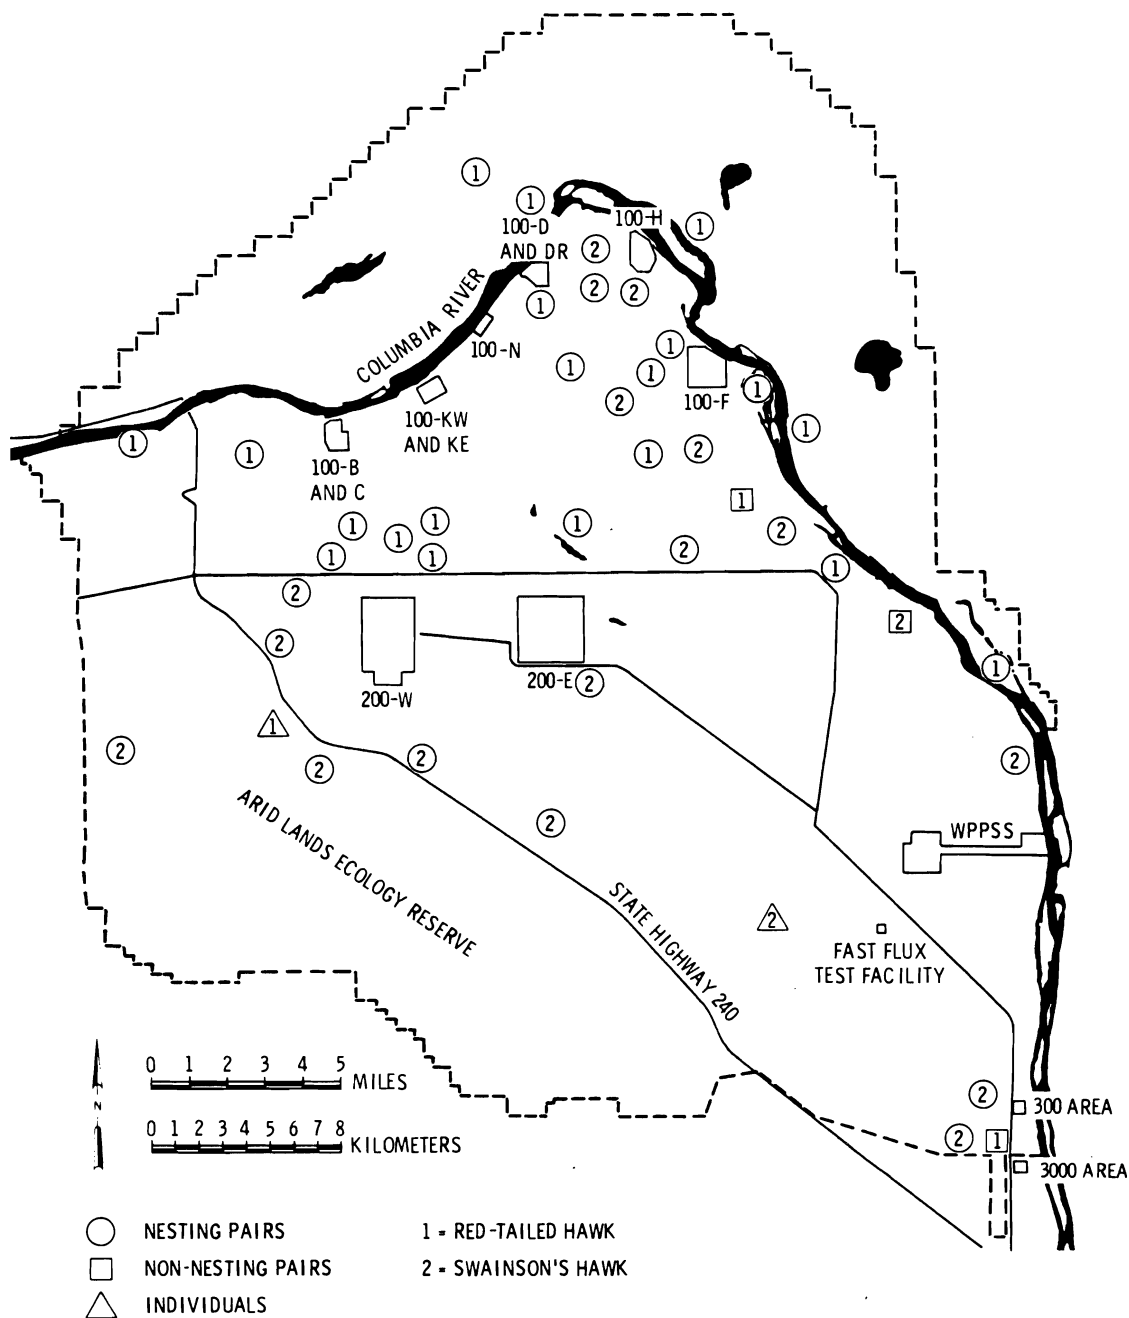 1
1
100-D
AND DR
100-H
1
2
2
2
1
COLUMBIA RIVER
100-N
1
1
1
100-F
1
2
100-KW
AND KE
1
1
1
100-B
AND C
1
2
1
1
1
1
1
1
1
2
2
1
2
2
2
200-W
200-E
2
1
1
2
2
2
2
2
ARID LANDS ECOLOGY RESERVE
WPPSS
STATE HIGHWAY 240
2
FAST FLUX
TEST FACILITY
N
0 1 2 3 4 5
MILES
0 1 2 3 4 5 6 7 8
KILOMETERS
2
300 AREA
2
1
3000 AREA
NESTING PAIRS
1 = RED-TAILED HAWK
NON-NESTING PAIRS
2 = SWAINSON'S HAWK
INDIVIDUALS